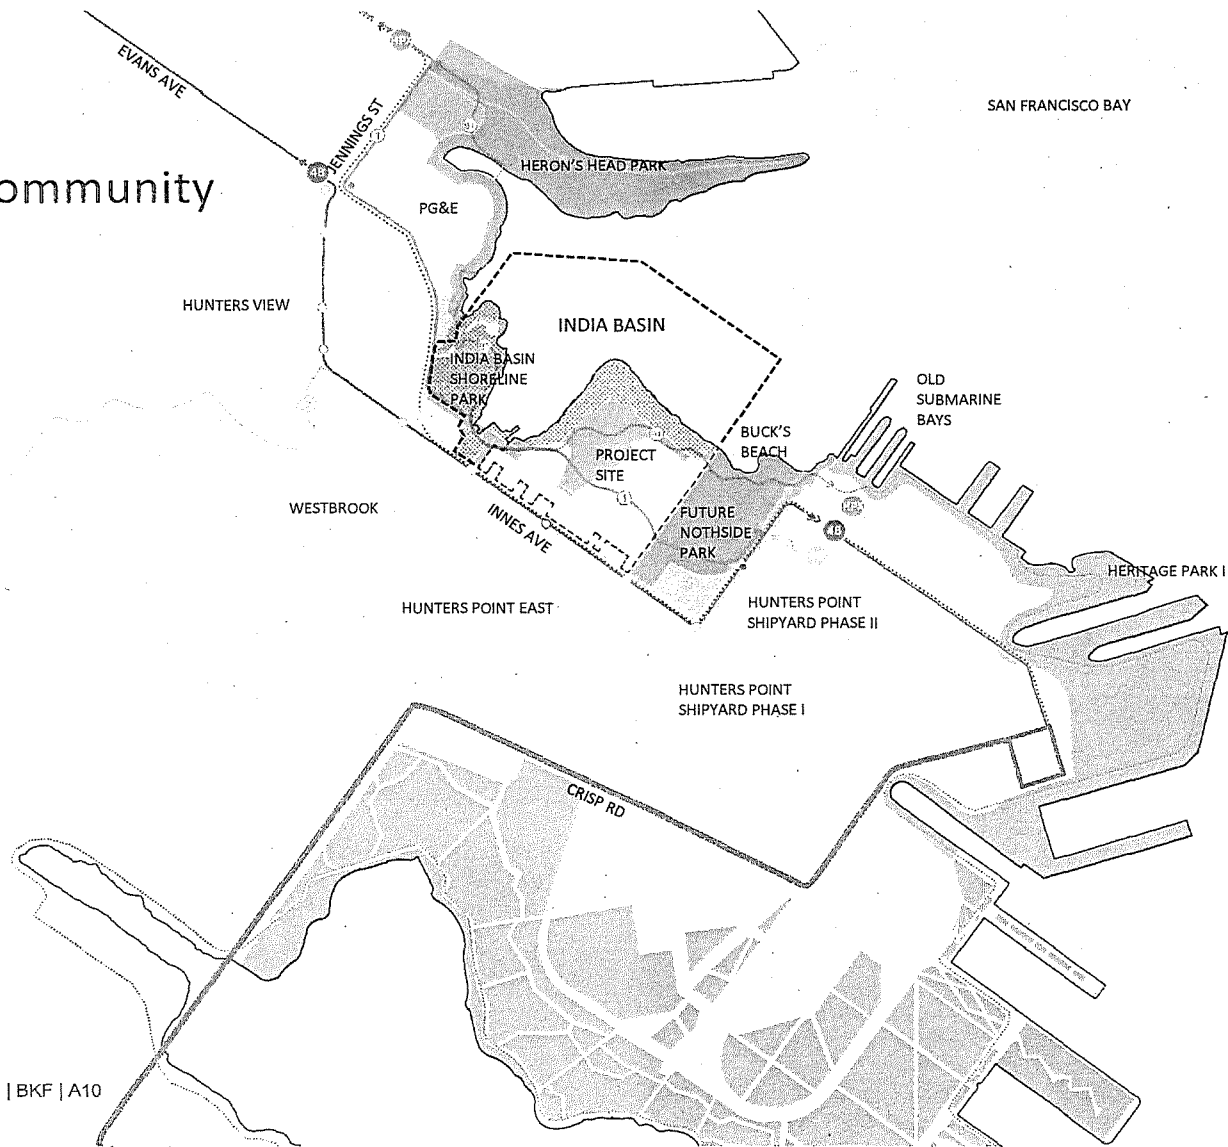 EVANS AVE
JENNINGS ST
SAN FRANCISCO BAY
HERON'S HEAD PARK
ommunity
PG&E
HUNTERS VIEW
INDIA BASIN
INDIA BASIN
SHORELINE
PARK
OLD
SUBMARINE
BAYS
BUCK'S
BEACH
PROJECT
SITE
WESTBROOK
INNES AVE
FUTURE
NOTHSIDE
PARK
HERITAGE PARK I
HUNTERS POINT EAST
HUNTERS POINT
SHIPYARD PHASE II
HUNTERS POINT
SHIPYARD PHASE I
CRISP RD
| BKF | A10